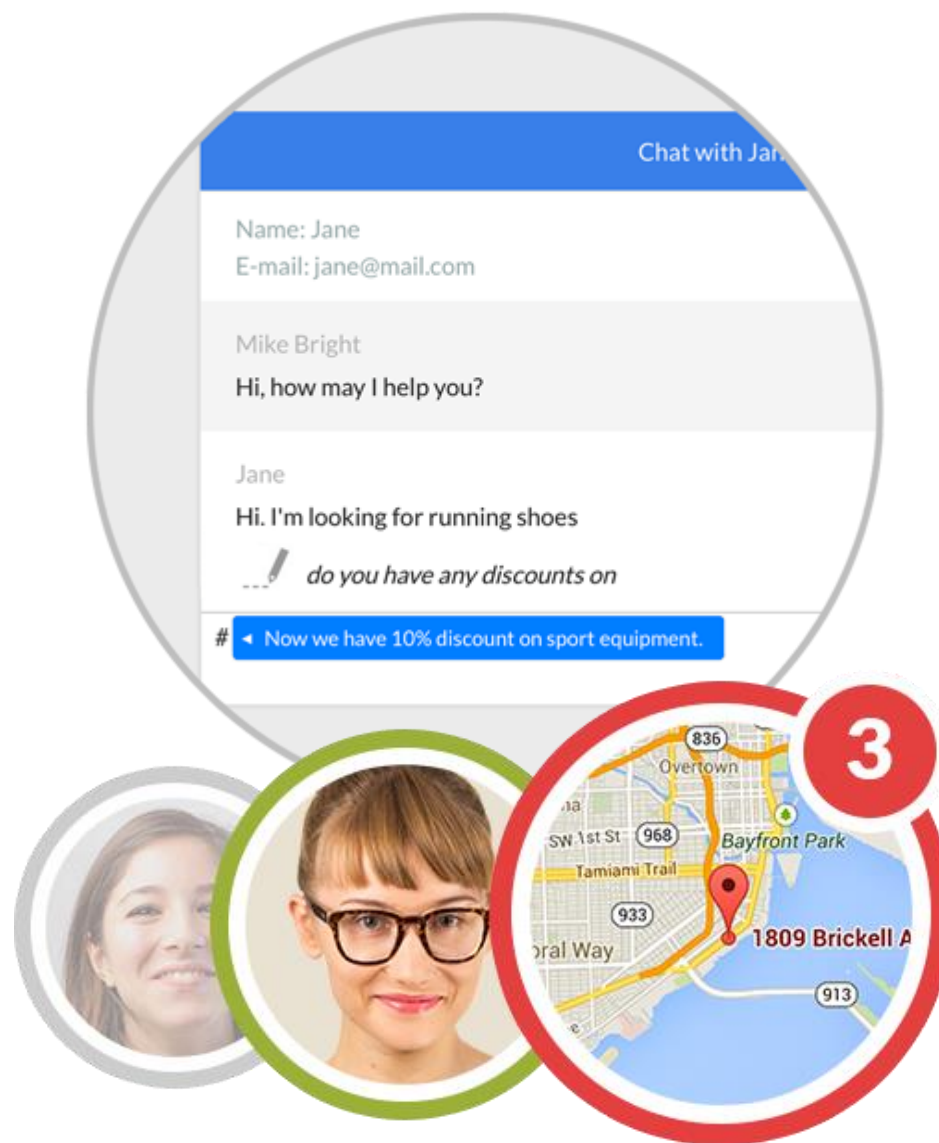 Chat with Jan
Name: Jane
E-mail: jane@mail.com
Mike Bright
Hi, how may I help you?
Jane
Hi. I'm looking for running shoes
do you have any discounts on
# ◄ Now we have 10% discount on sport equipment.
3
836
Overtown
na
SW 1st St
968
Bayfront Park
Tamiami Trail
933
1809 Brickell A
oral Way
913